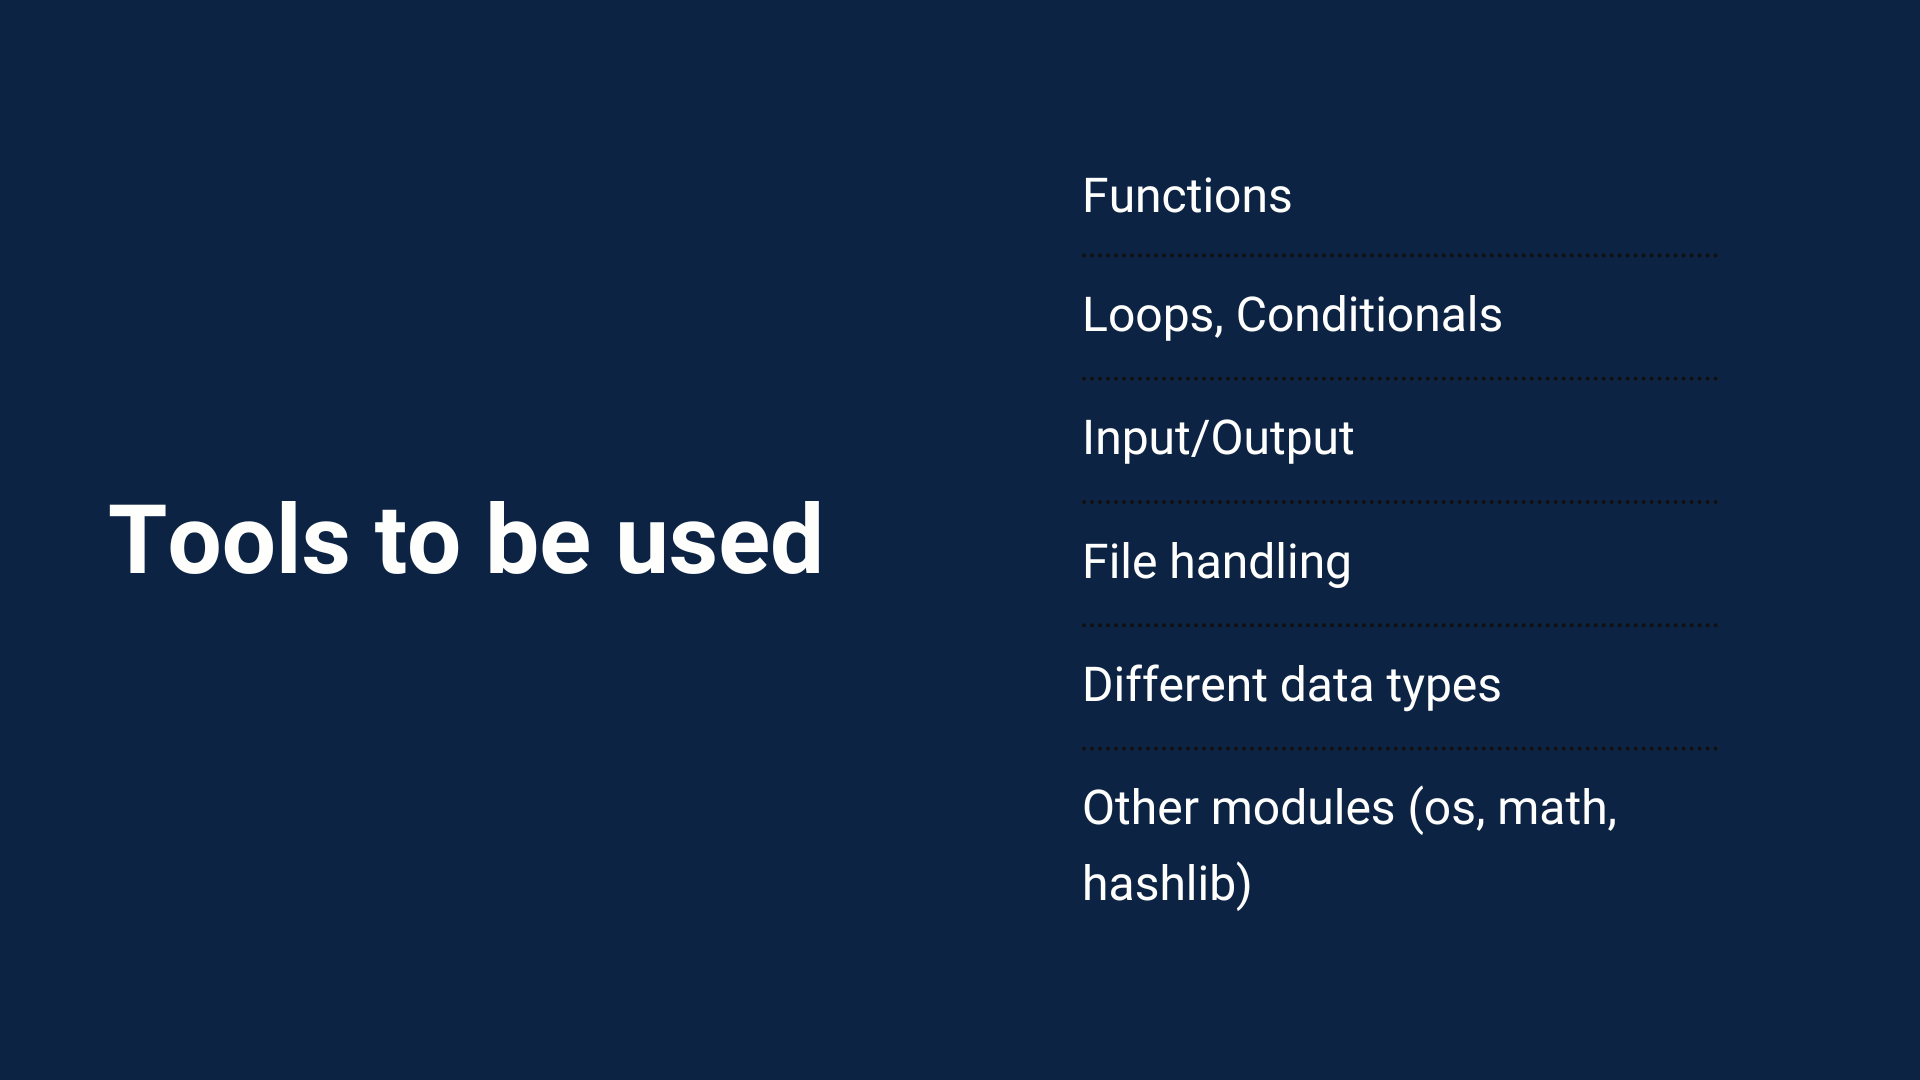 Tools to be used
Functions
Loops, Conditionals
Input/Output
File handling
Different data types
Other modules (os, math,
hashlib)